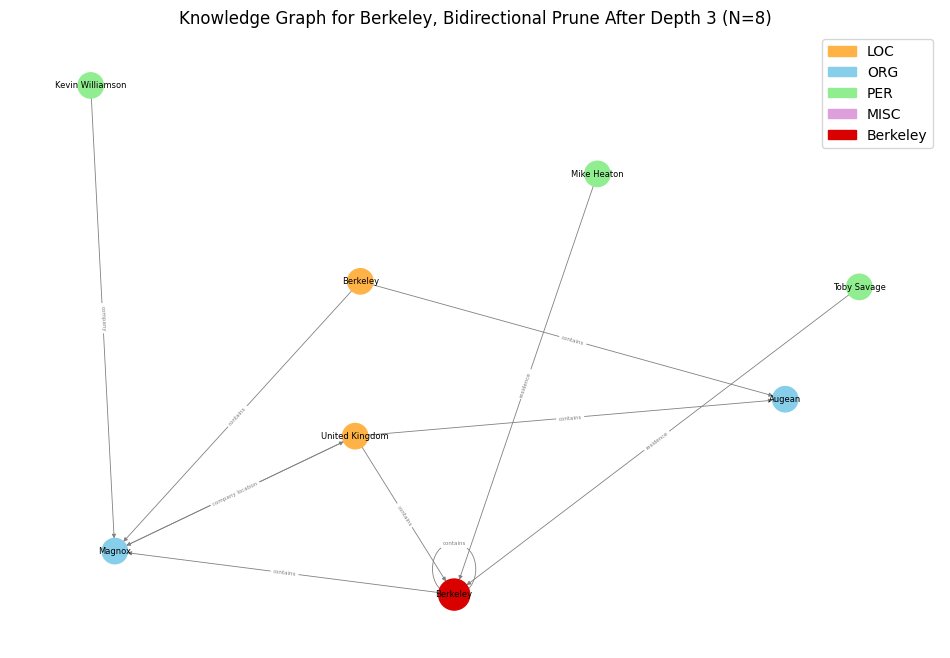 Knowledge Graph for Berkeley, Bidirectional Prune After Depth 3 (N=8)
LOC
ORG
PER
MISC
Berkeley
Kevin Williamson
Mike Heaton
Berkeley
Toby Savage
company
contains
residence
Augean
contains
contains
United Kingdom
residence
company location
contains
contains
Magnox
contains
Berkeley